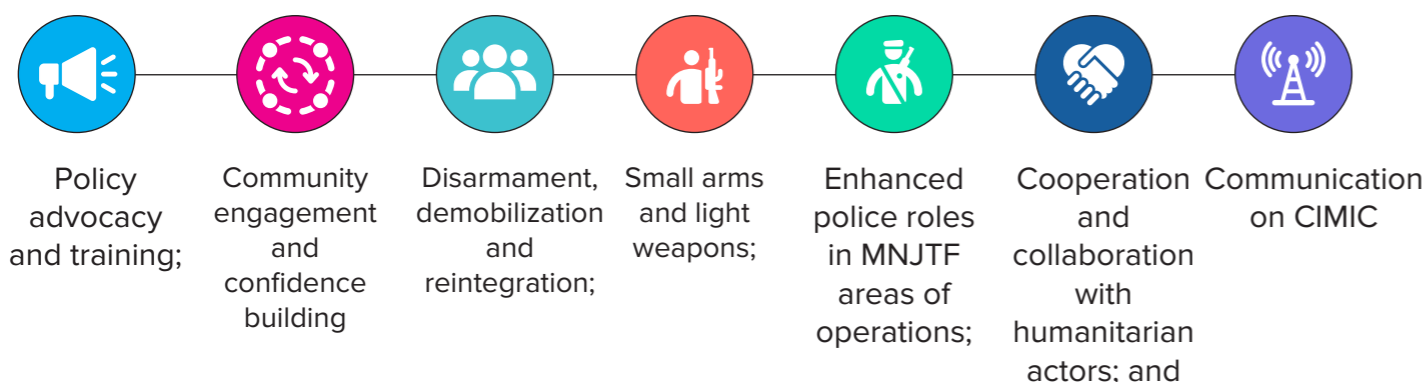 Policy
advocacy
and training;
Community
engagement
and
confidence
building
Disarmament,
demobilization
and
reintegration;
Small arms
and light
weapons;
Enhanced
police roles
in MNJTF
areas of
operations;
Cooperation
and
collaboration
with
humanitarian
actors; and
Communication
on CIMIC